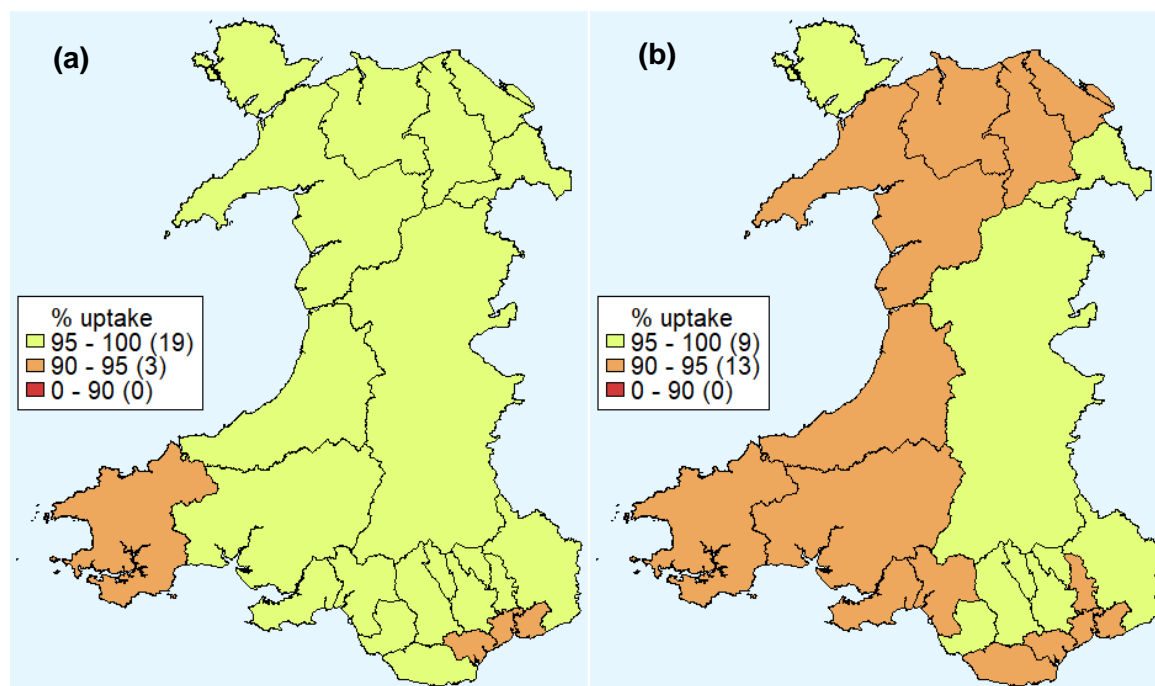 (a)
% uptake
95 - 100 (19)
90 - 95 (3)
0 - 90 (0)
(b)
% uptake
95 - 100 (9)
90 - 95 (13)
0 - 90 (0)